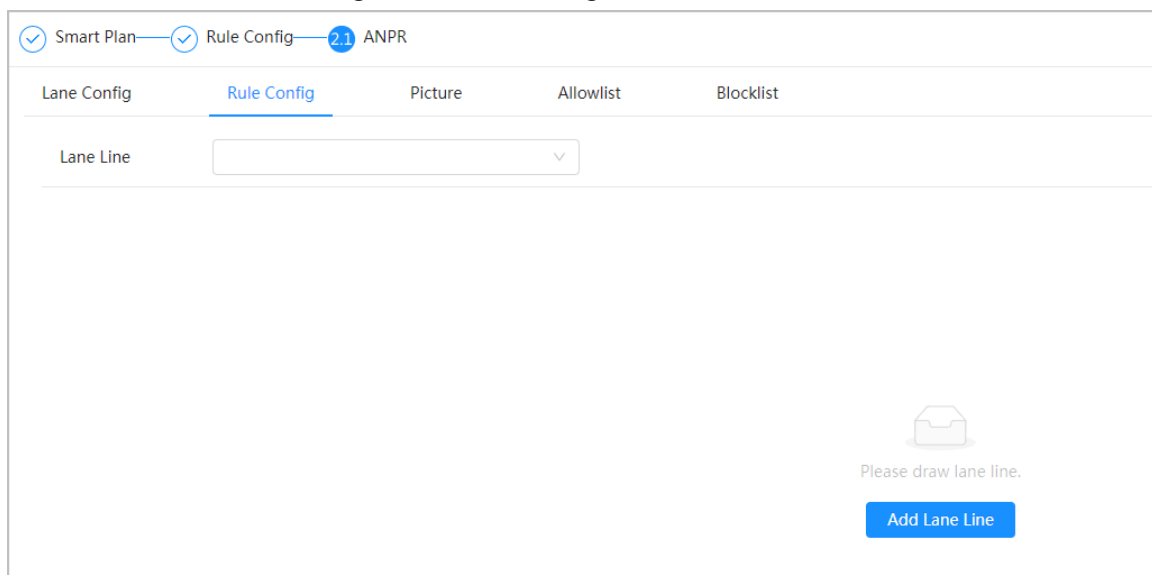 Smart Plan Rule Config 2.1 ANPR
Lane Config Rule Config Picture Allowlist Blocklist
Lane Line
Please draw lane line.
Add Lane Line